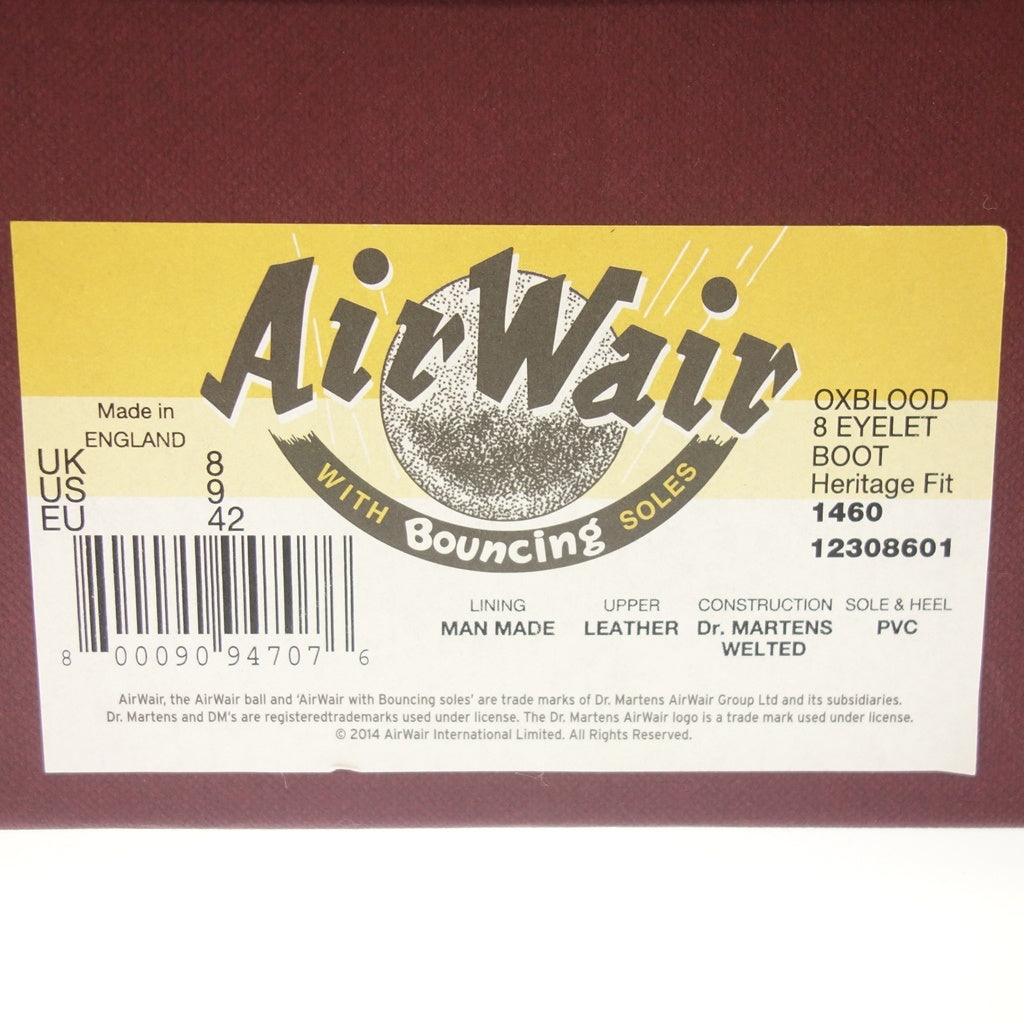 AirWair
WITH Bouncing SOLES
Made in
ENGLAND
UK 8
US 9
EU 42
8 00090 94707 6
OXBLOOD
8 EYELET
BOOT
Heritage Fit
1460
12308601
LINING UPPER CONSTRUCTION SOLE & HEEL
MAN MADE LEATHER Dr. MARTENS PVC
WELTED
AirWair, the AirWair ball and 'AirWair with Bouncing soles' are trade marks of Dr. Martens AirWair Group Ltd and its subsidiaries.
Dr. Martens and DM's are registeredtrademarks used under license. The Dr. Martens AirWair logo is a trade mark used under license.
© 2014 AirWair International Limited. All Rights Reserved.